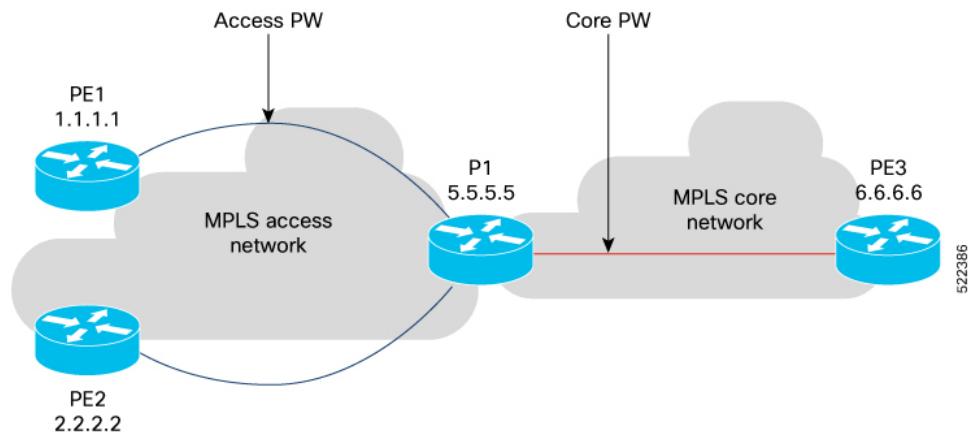 Access PW
Core PW
PE1
1.1.1.1
P1
5.5.5.5
PE3
6.6.6.6
MPLS access
network
MPLS core
network
PE2
2.2.2.2
522386